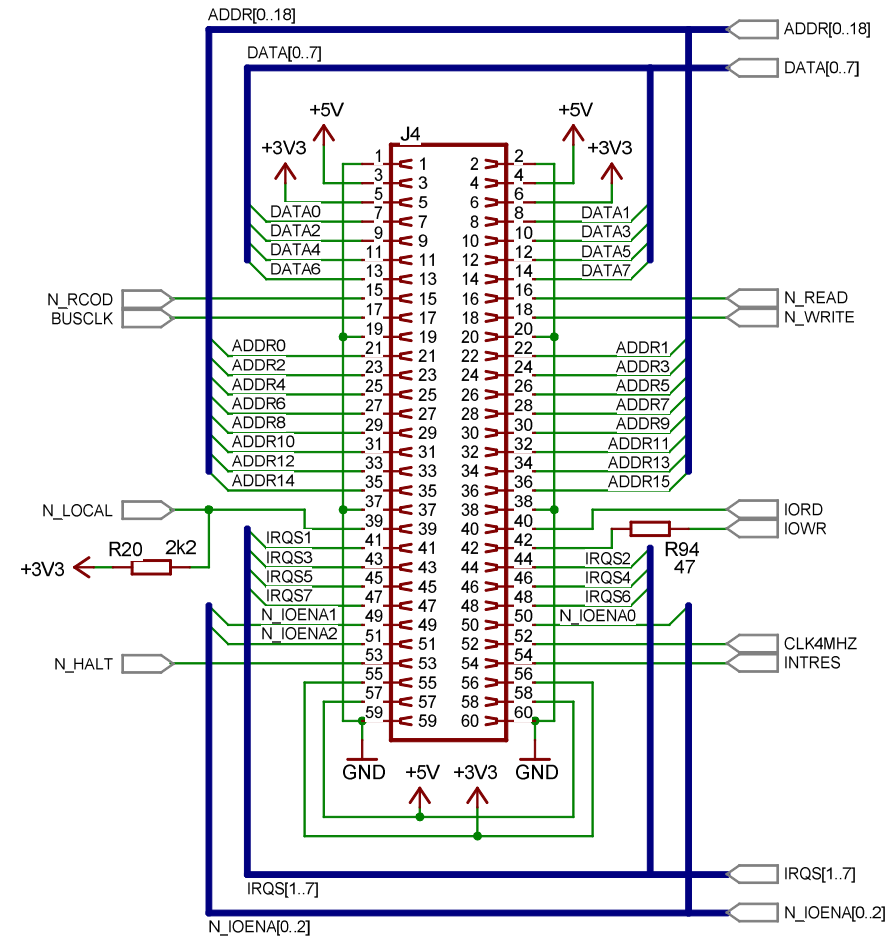 ADDR[0..18]
ADDR[0..18]
DATA[0..7]
DATA[0..7]
+5V +5V
J4
+3V3 +3V3
1 1 2 2
3 3 4 4
5 5 6 6
DATA0 7 7 8 8 DATA1
DATA2 9 9 10 10 DATA3
DATA4 11 11 12 12 DATA5
DATA6 13 13 14 14 DATA7
N_RCOD 15 15 16 16 N_READ
BUSCLK 17 17 18 18 N_WRITE
19 19 20 20
ADDR0 21 21 22 22 ADDR1
ADDR2 23 23 24 24 ADDR3
ADDR4 25 25 26 26 ADDR5
ADDR6 27 27 28 28 ADDR7
ADDR8 29 29 30 30 ADDR9
ADDR10 31 31 32 32 ADDR11
ADDR12 33 33 34 34 ADDR13
ADDR14 35 35 36 36 ADDR15
N_LOCAL 37 37 38 38 IORD
39 39 40 40 IOWR
IRQS1 41 41 42 42 R94
R20 2k2 IRQS3 43 43 44 44 IRQS2 47
+3V3 IRQS5 45 45 46 46 IRQS4
IRQS7 47 47 48 48 IRQS6
N_IOENA1 49 49 50 50 N_IOENA0
N_IOENA2 51 51 52 52 CLK4MHZ
N_HALT 53 53 54 54 INTRES
55 55 56 56
57 57 58 58
59 59 60 60
GND +5V +3V3 GND
IRQS[1..7]
IRQS[1..7]
N_IOENA[0..2]
N_IOENA[0..2]